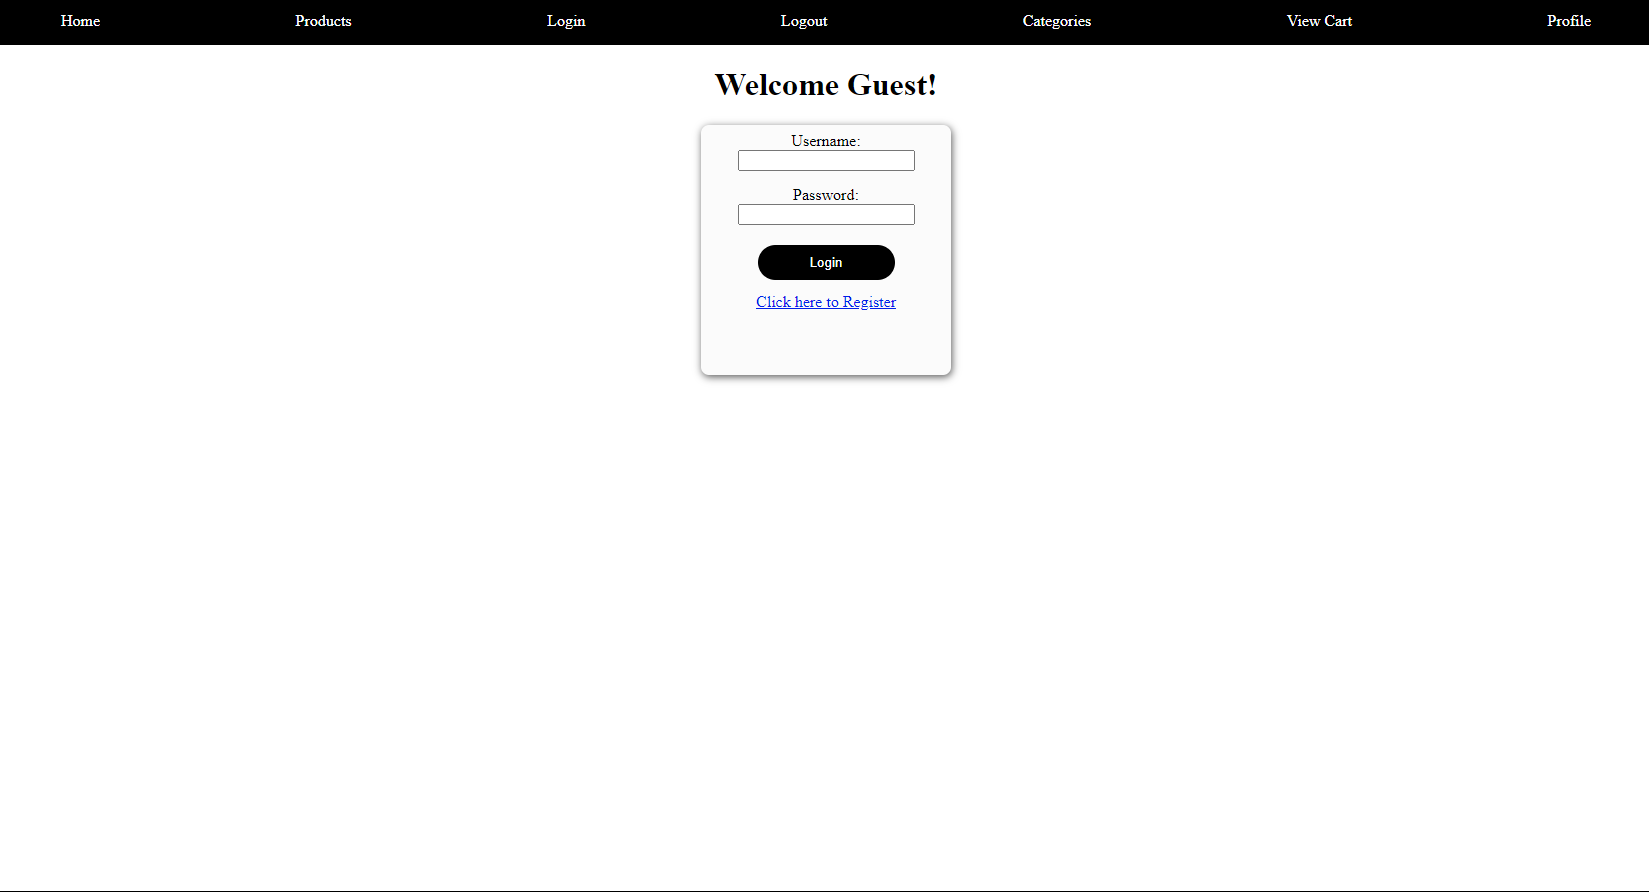 Home Products Login Logout Categories View Cart Profile
Welcome Guest!
Username:
Password:
Login
Click here to Register